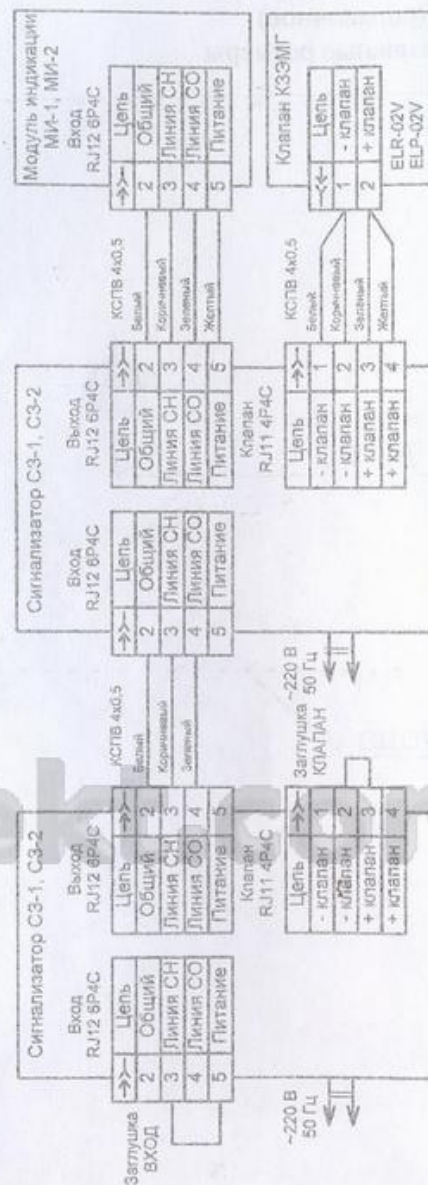 Сигнализатор СЗ-1, СЗ-2
Вход
RJ12 6P4C
Цепь
2 Общий
3 Линия СН
4 Линия СО
5 Питание
Заглушка
ВХОД
~220 В
50 Гц
Выход
RJ12 6P4C
Цепь
Общий 2
Линия СН 3
Линия СО 4
Питание 5
Клапан
RJ11 4P4C
Цепь
- клапан 1
- клапан 2
+ клапан 3
+ клапан 4
Заглушка
КЛАПАН
КСПВ 4x0,5
Белый
Коричневый
Зеленый
Сигнализатор СЗ-1, СЗ-2
Вход
RJ12 6P4C
Цепь
2 Общий
3 Линия СН
4 Линия СО
5 Питание
~220 В
50 Гц
Выход
RJ12 6P4C
Цепь
Общий 2
Линия СН 3
Линия СО 4
Питание 5
Клапан
RJ11 4P4C
Цепь
- клапан 1
- клапан 2
+ клапан 3
+ клапан 4
КСПВ 4x0,5
Белый
Коричневый
Зеленый
Желтый
КСПВ 4x0,5
Белый
Коричневый
Зеленый
Желтый
Модуль индикации
МИ-1, МИ-2
Вход
RJ12 6P4C
Цепь
2 Общий
3 Линия СН
4 Линия СО
5 Питание
Клапан КЗЭМГ
Цепь
1 - клапан
2 + клапан
ELR-02V
ELP-02V